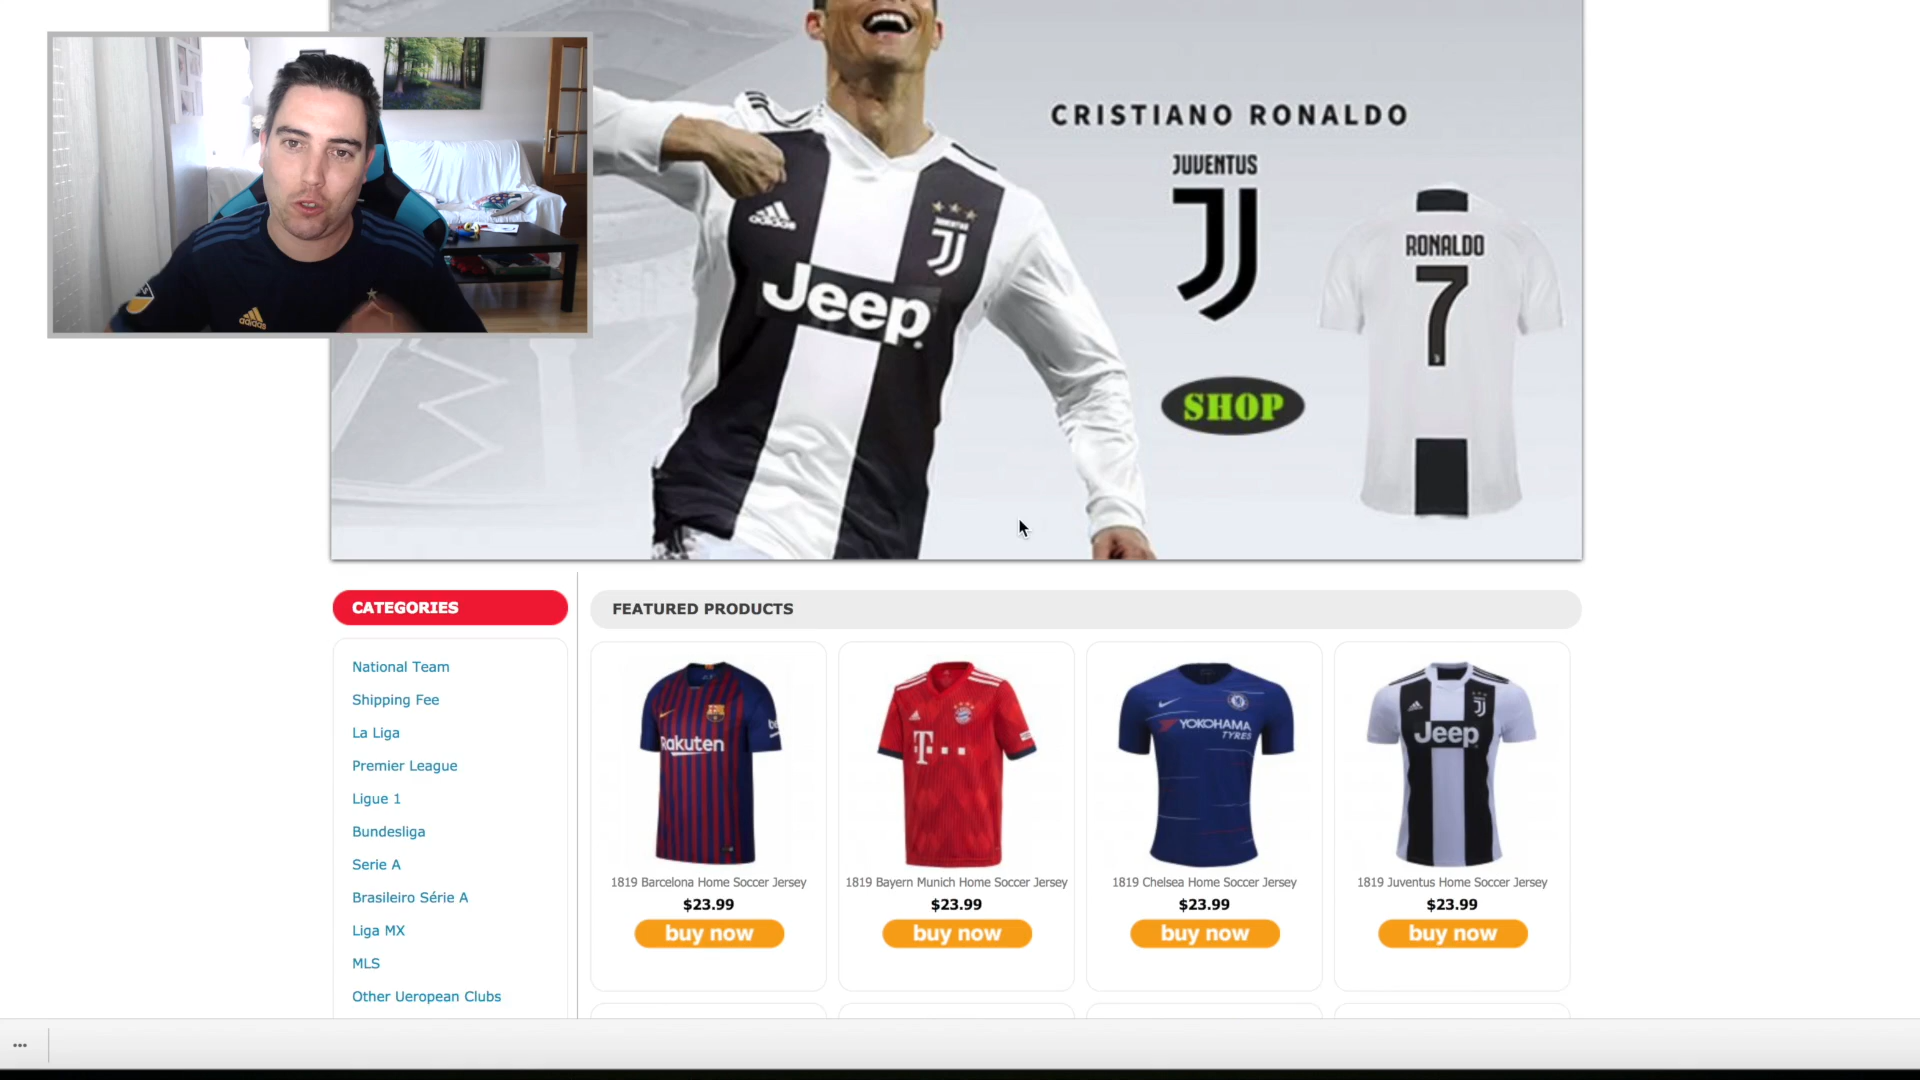 CRISTIANO RONALDO
JUVENTUS
adidas
Jeep
RONALDO
7
SHOP
adidas
CATEGORIES
FEATURED PRODUCTS
National Team
Shipping Fee
La Liga
Premier League
Ligue 1
Bundesliga
Serie A
Brasileiro Série A
Liga MX
MLS
Other Ueropean Clubs
Rakuten
T
YOKOHAMA
TYRES
Jeep
1819 Barcelona Home Soccer Jersey
$23.99
buy now
1819 Bayern Munich Home Soccer Jersey
$23.99
buy now
1819 Chelsea Home Soccer Jersey
$23.99
buy now
1819 Juventus Home Soccer Jersey
$23.99
buy now